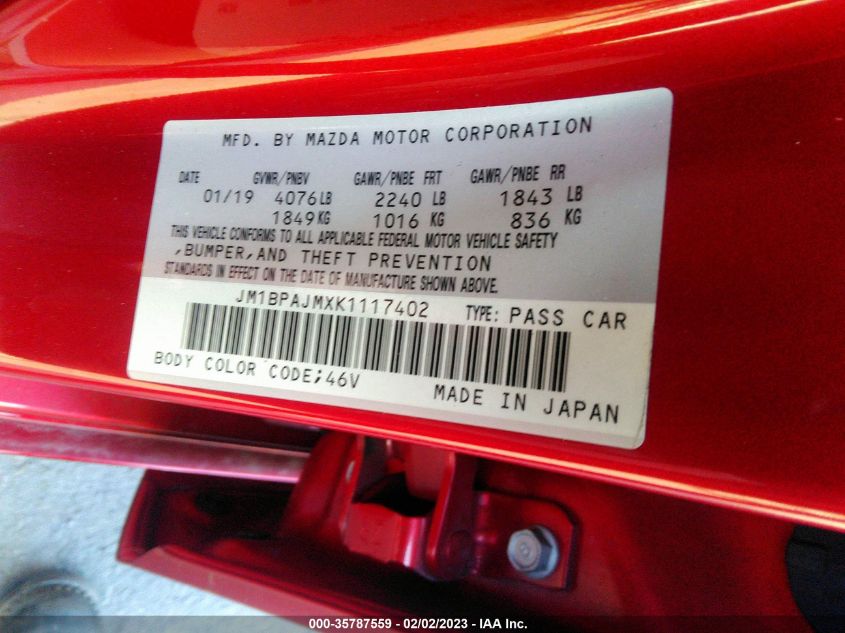 MFD. BY MAZDA MOTOR CORPORATION
DATE GVWR/PNBV GAWR/PNBE FRT GAWR/PNBE RR
01/19 4076LB 2240 LB 1843 LB
1849KG 1016 KG 836 KG
THIS VEHICLE CONFORMS TO ALL APPLICABLE FEDERAL MOTOR VEHICLE SAFETY
,BUMPER,AND THEFT PREVENTION
STANDARDS IN EFFECT ON THE DATE OF MANUFACTURE SHOWN ABOVE.
JM1BPAJMXK1117402 TYPE: PASS CAR
BODY COLOR CODE;46V
MADE IN JAPAN
000-35787559 - 02/02/2023 - IAA Inc.